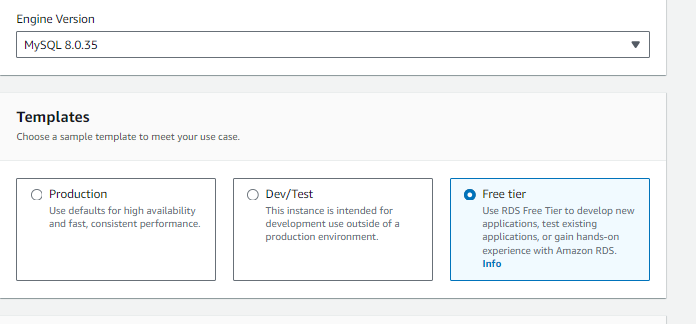 Engine Version
MySQL 8.0.35
Templates
Choose a sample template to meet your use case.
Production
Use defaults for high availability
and fast, consistent performance.
Dev/Test
This instance is intended for
development use outside of a
production environment.
Free tier
Use RDS Free Tier to develop new
applications, test existing
applications, or gain hands-on
experience with Amazon RDS.
Info